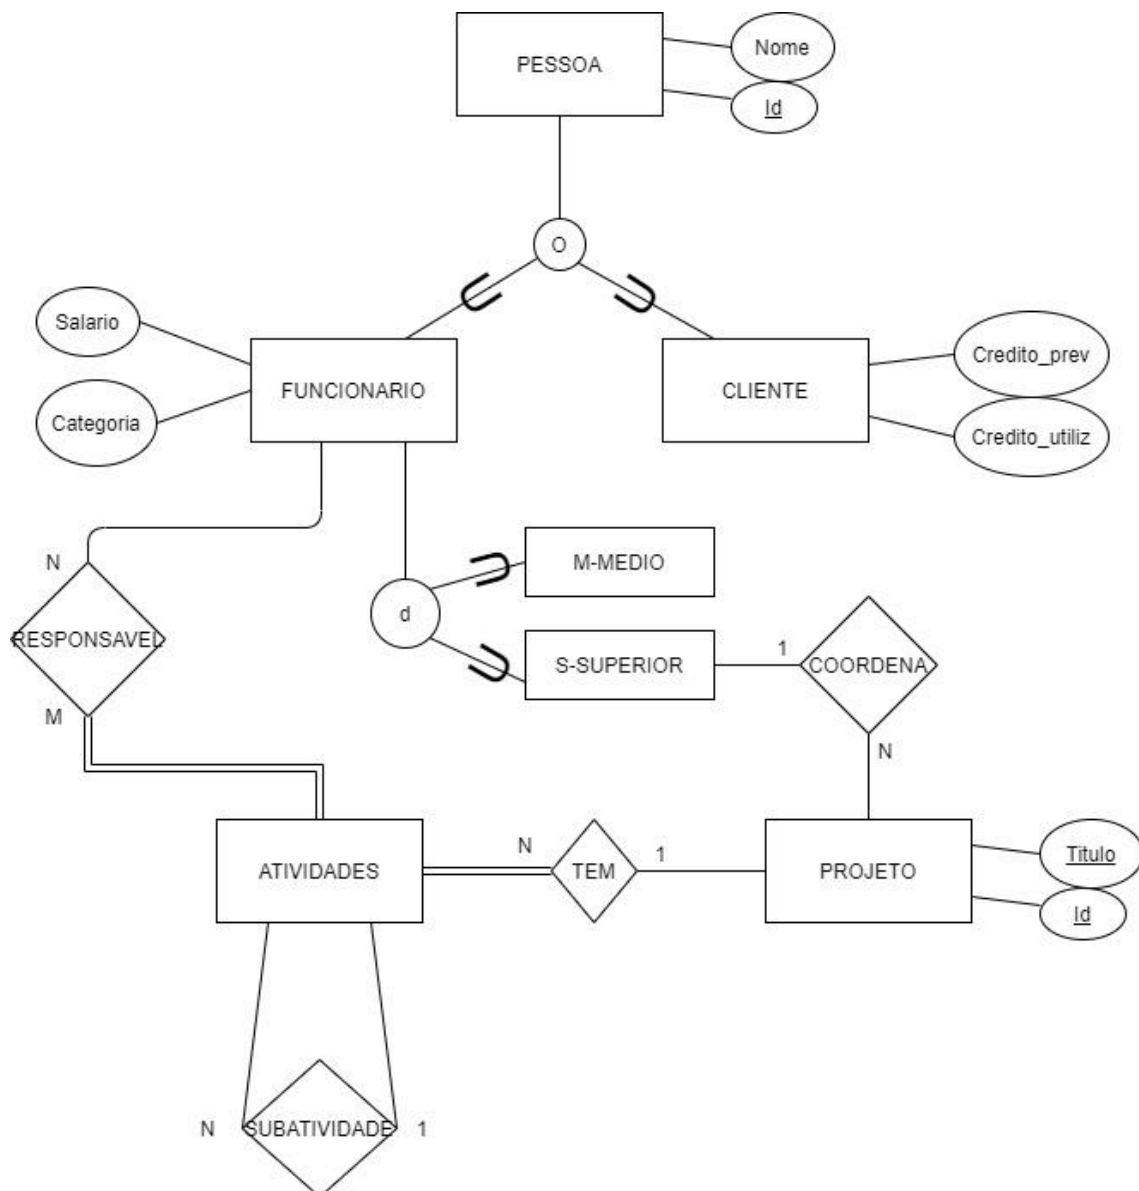 PESSOA
Nome
Id
O
Salario
Categoria
FUNCIONARIO
CLIENTE
Credito_prev
Credito_utiliz
N
RESPONSAVEL
M
d
M-MEDIO
S-SUPERIOR
1
COORDENA
N
ATIVIDADES
N
TEM
1
PROJETO
Titulo
Id
N
SUBATIVIDADE
1